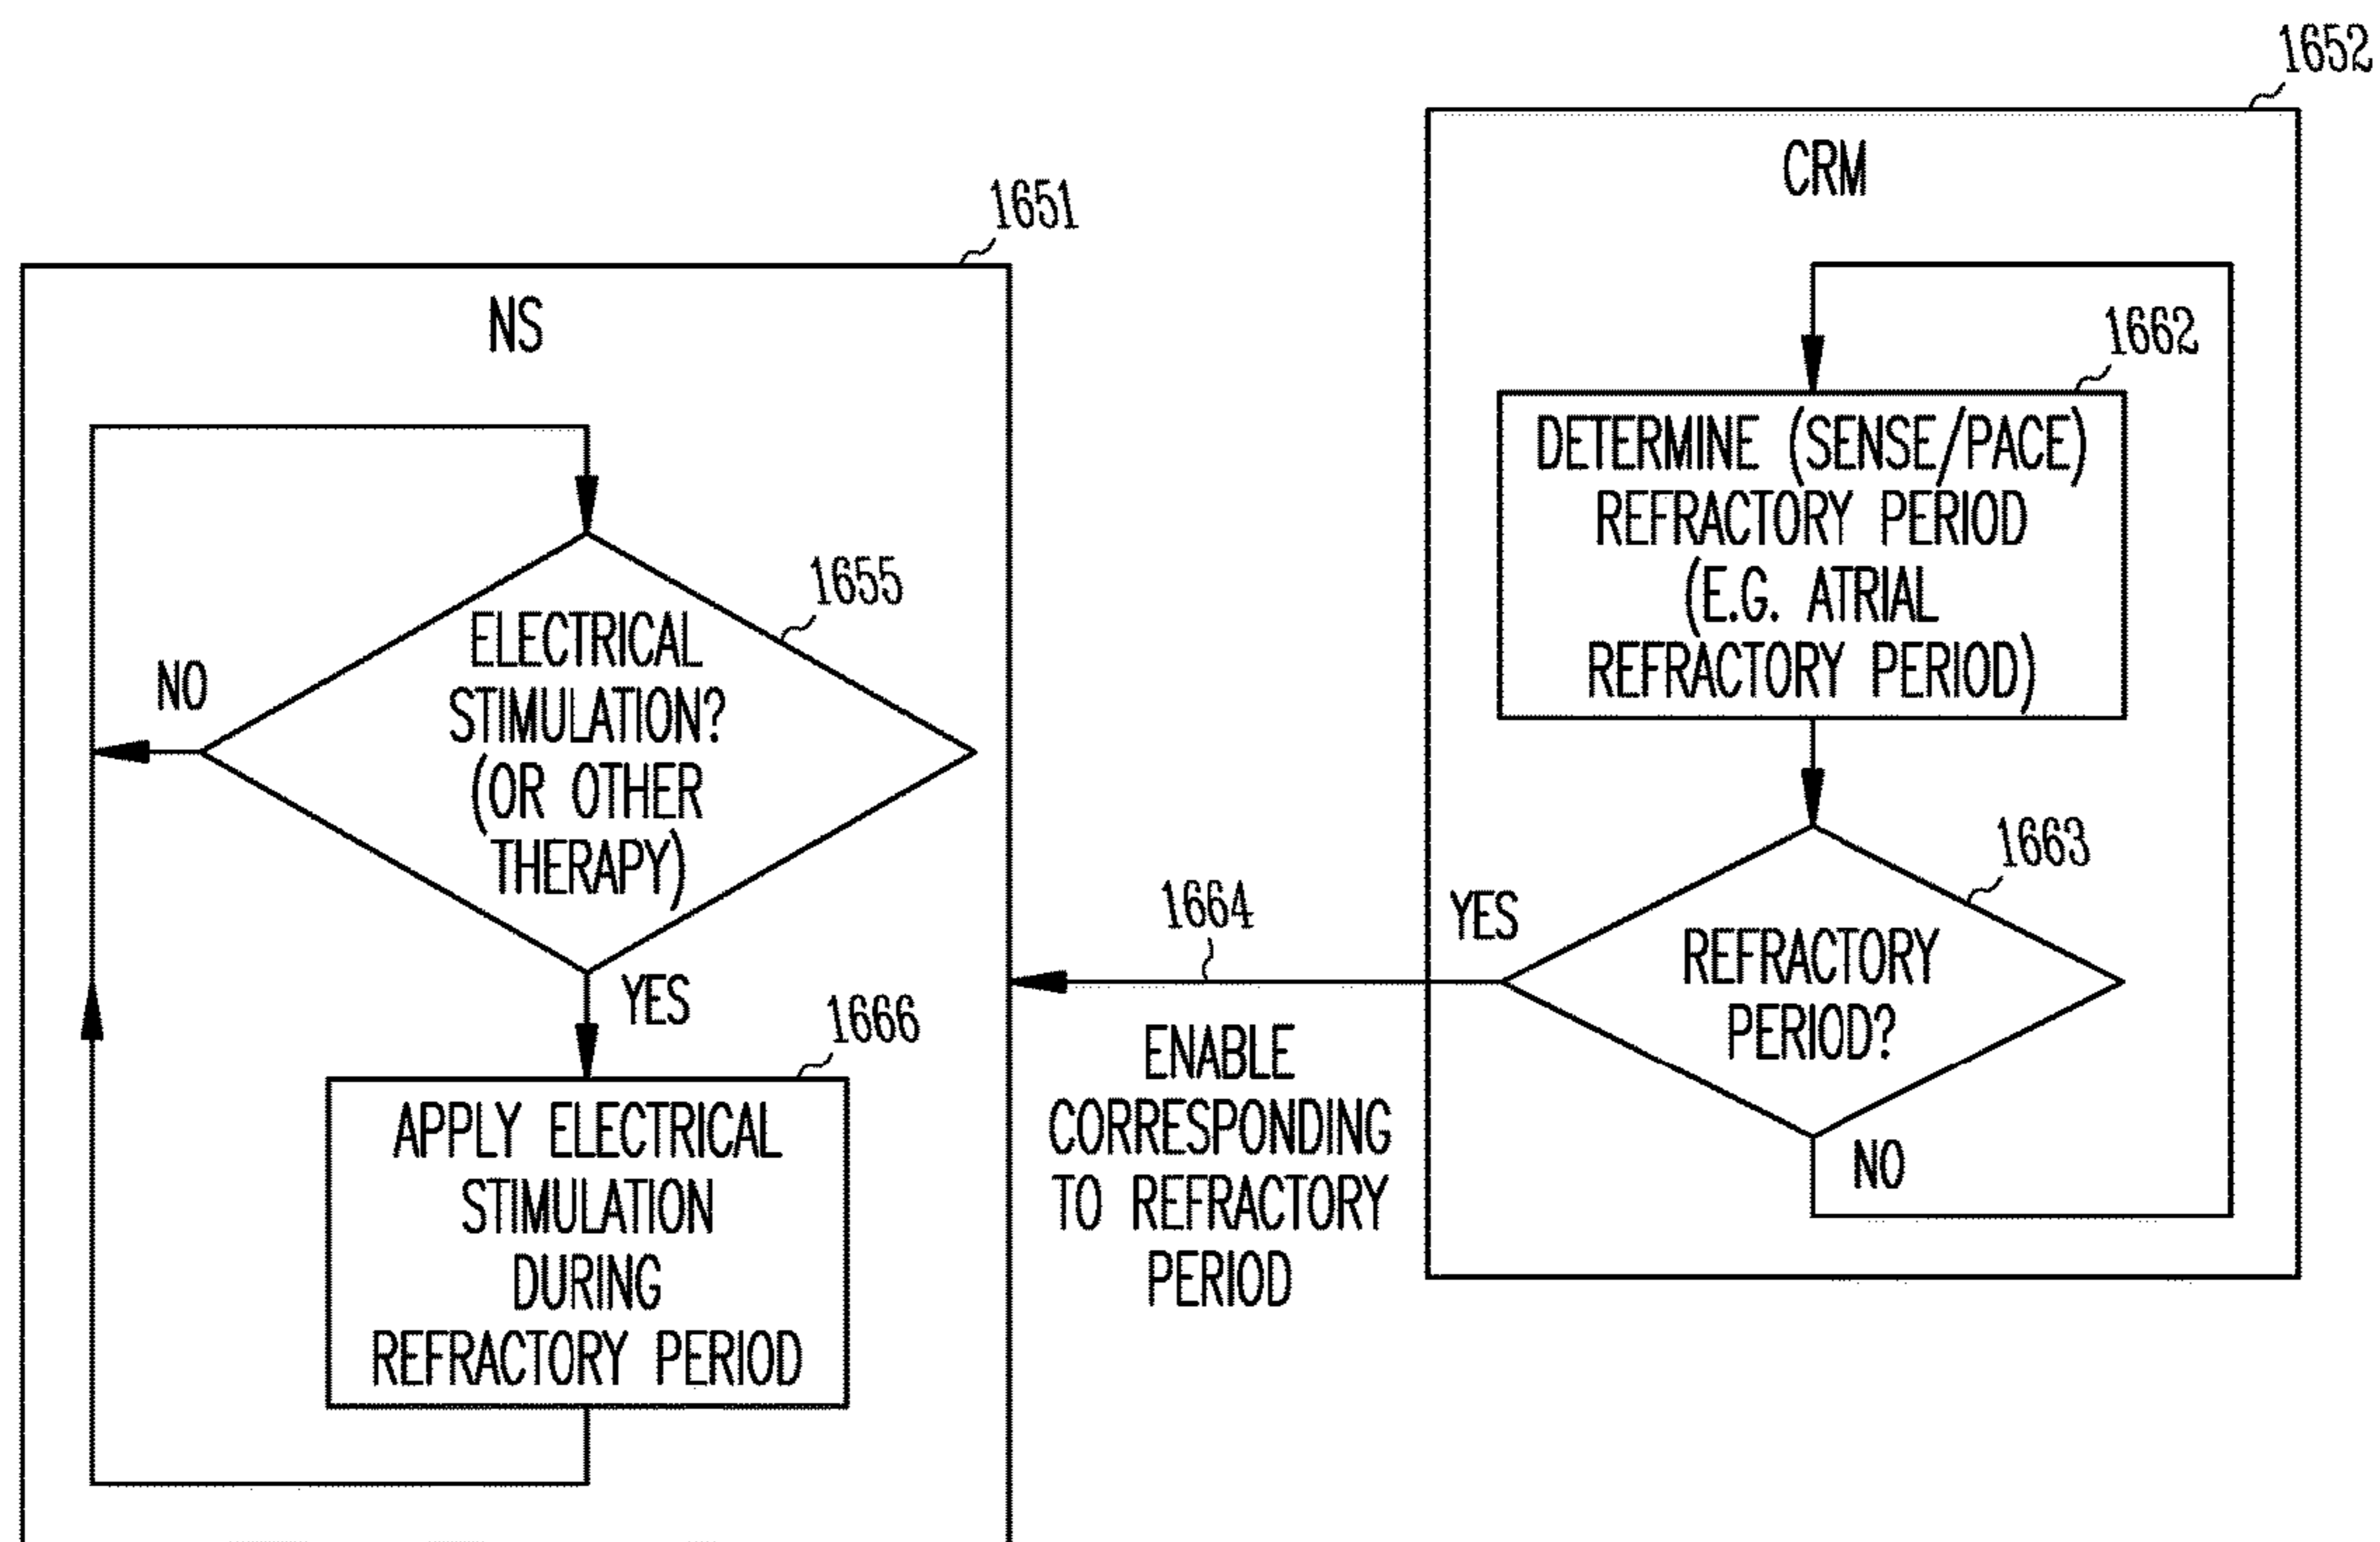 1652
CRM
1651
NS
1662
DETERMINE (SENSE/PACE)
REFRACTORY PERIOD
(E.G. ATRIAL
REFRACTORY PERIOD)
1655
ELECTRICAL
STIMULATION?
(OR OTHER
THERAPY)
NO
YES
1663
REFRACTORY
PERIOD?
YES
NO
1664
ENABLE
CORRESPONDING
TO REFRACTORY
PERIOD
1666
APPLY ELECTRICAL
STIMULATION
DURING
REFRACTORY PERIOD